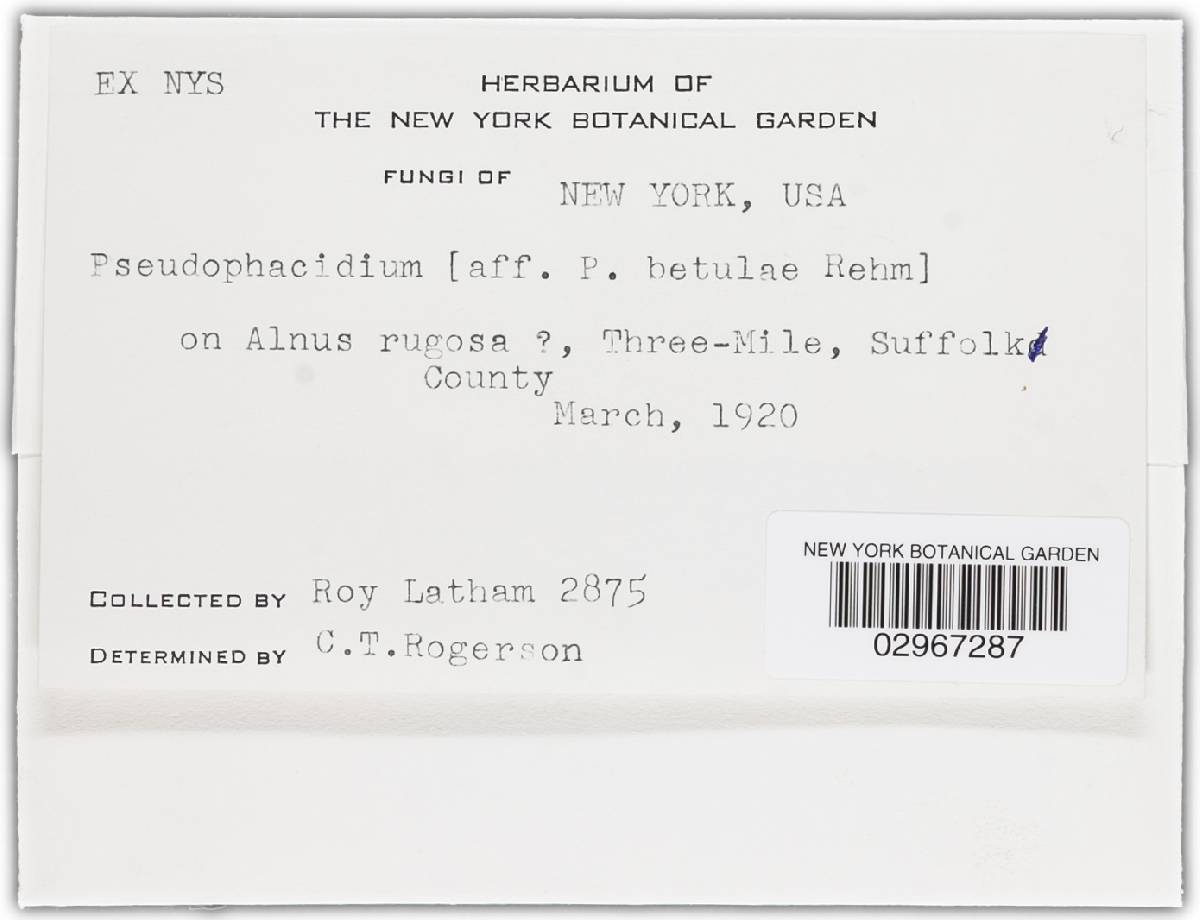 EX NYS
HERBARIUM OF
THE NEW YORK BOTANICAL GARDEN
FUNGI OF NEW YORK, USA
Pseudophacidium [aff. P. betulae Rehm]
on Alnus rugosa ?, Three-Mile, Suffolk
County
March, 1920
COLLECTED BY Roy Latham 2875
DETERMINED BY C.T.Rogerson
NEW YORK BOTANICAL GARDEN
02967287